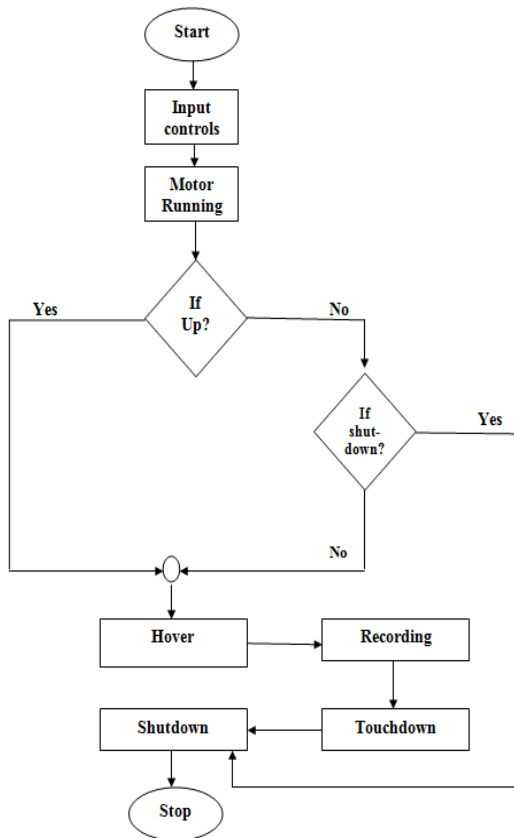 Start
Input
controls
Motor
Running
If
Up?
Yes
No
If
shut-
down?
Yes
No
Hover
Recording
Shutdown
Touchdown
Stop